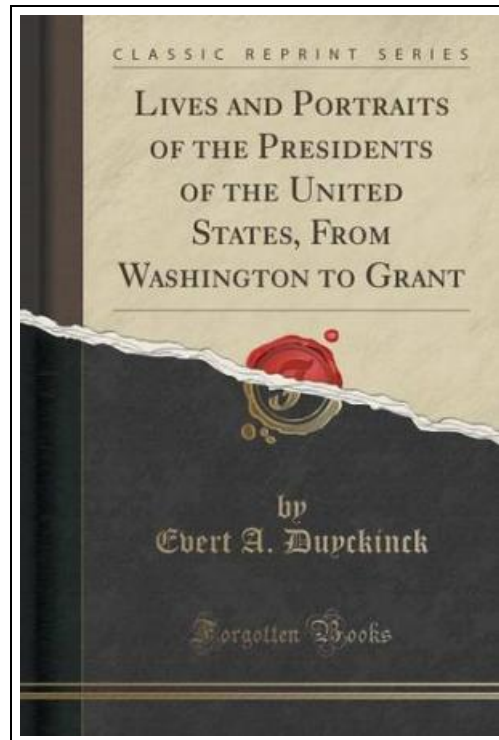 CLASSIC REPRINT SERIES
LIVES AND PORTRAITS
OF THE PRESIDENTS
OF THE UNITED
STATES, FROM
WASHINGTON TO GRANT
by
Evert A. Duyckinck
Forgotten Books